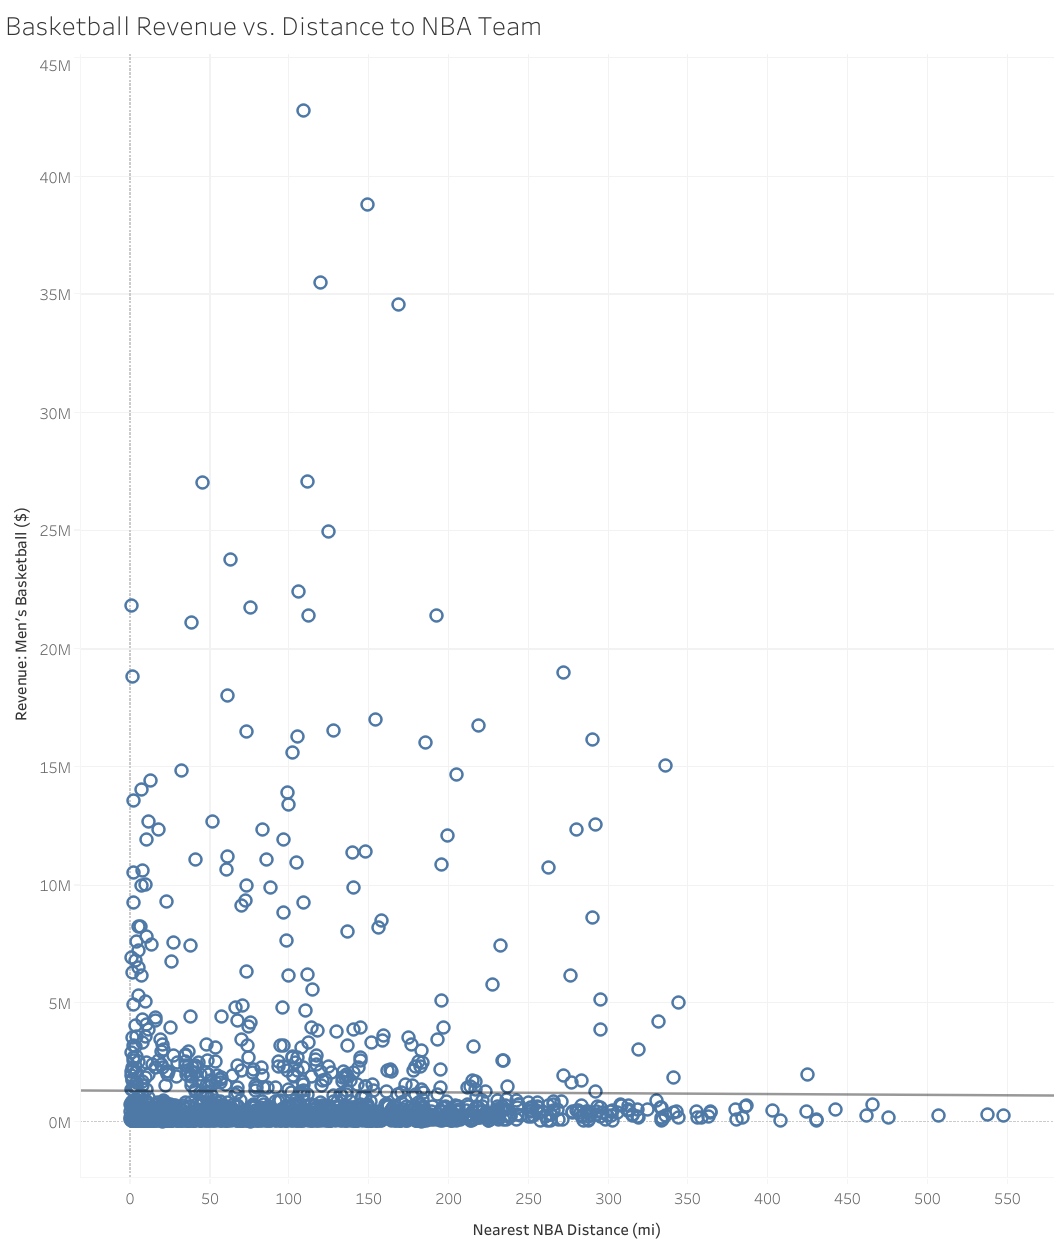 Basketball Revenue vs. Distance to NBA Team
45M
40M
35M
30M
25M
20M
15M
10M
5M
0M
Revenue: Men's Basketball ($)
0 50 100 150 200 250 300 350 400 450 500 550
Nearest NBA Distance (mi)